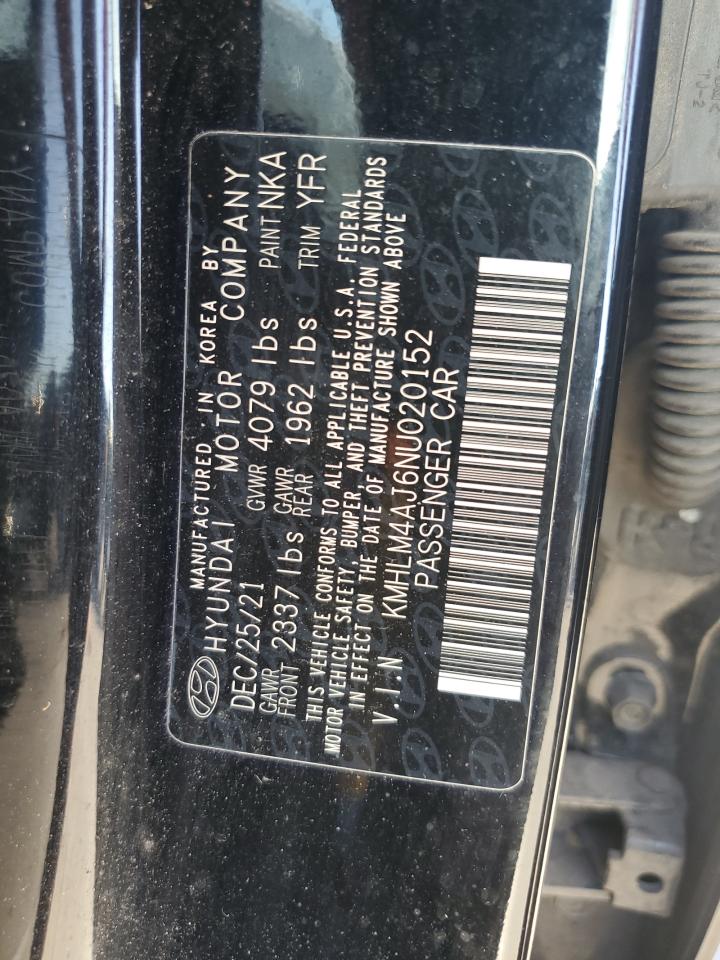 MANUFACTURED IN KOREA BY
HYUNDAI MOTOR COMPANY
DEC/25/21 GVWR 4079 lbs PAINT NKA
GAWR FRONT 2337 lbs GAWR REAR 1962 lbs TRIM YFR
THIS VEHICLE CONFORMS TO ALL APPLICABLE U.S.A. FEDERAL
MOTOR VEHICLE SAFETY, BUMPER, AND THEFT PREVENTION STANDARDS
IN EFFECT ON THE DATE OF MANUFACTURE SHOWN ABOVE
V.I.N KMHLM4AJ6NU020152
PASSENGER CAR
TJ-2